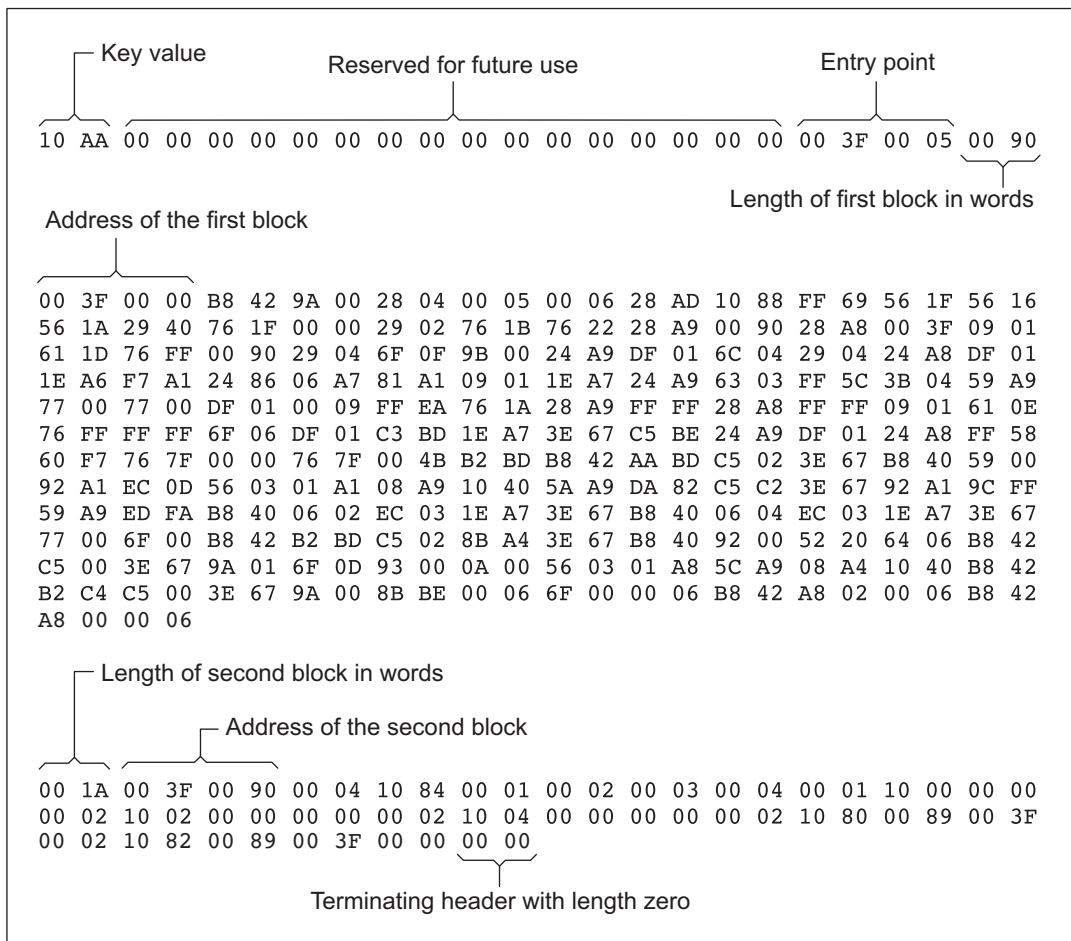 Key value
Reserved for future use
Entry point
10 AA 00 00 00 00 00 00 00 00 00 00 00 00 00 00 00 00 00 3F 00 05 00 90
Length of first block in words
Address of the first block
00 3F 00 00 B8 42 9A 00 28 04 00 05 00 06 28 AD 10 88 FF 69 56 1F 56 16
56 1A 29 40 76 1F 00 00 29 02 76 1B 76 22 28 A9 00 90 28 A8 00 3F 09 01
61 1D 76 FF 00 90 29 04 6F 0F 9B 00 24 A9 DF 01 6C 04 29 04 24 A8 DF 01
1E A6 F7 A1 24 86 06 A7 81 A1 09 01 1E A7 24 A9 63 03 FF 5C 3B 04 59 A9
77 00 77 00 DF 01 00 09 FF EA 76 1A 28 A9 FF FF 28 A8 FF FF 09 01 61 0E
76 FF FF FF 6F 06 DF 01 C3 BD 1E A7 3E 67 C5 BE 24 A9 DF 01 24 A8 FF 58
60 F7 76 7F 00 00 76 7F 00 4B B2 BD B8 42 AA BD C5 02 3E 67 B8 40 59 00
92 A1 EC 0D 56 03 01 A1 08 A9 10 40 5A A9 DA 82 C5 C2 3E 67 92 A1 9C FF
59 A9 ED FA B8 40 06 02 EC 03 1E A7 3E 67 B8 40 06 04 EC 03 1E A7 3E 67
77 00 6F 00 B8 42 B2 BD C5 02 8B A4 3E 67 B8 40 92 00 52 20 64 06 B8 42
C5 00 3E 67 9A 01 6F 0D 93 00 0A 00 56 03 01 A8 5C A9 08 A4 10 40 B8 42
B2 C4 C5 00 3E 67 9A 00 8B BE 00 06 6F 00 00 06 B8 42 A8 02 00 06 B8 42
A8 00 00 06
Length of second block in words
Address of the second block
00 1A 00 3F 00 90 00 04 10 84 00 01 00 02 00 03 00 04 00 01 10 00 00 00
00 02 10 02 00 00 00 00 00 02 10 04 00 00 00 00 00 02 10 80 00 89 00 3F
00 02 10 82 00 89 00 3F 00 00 00 00
Terminating header with length zero